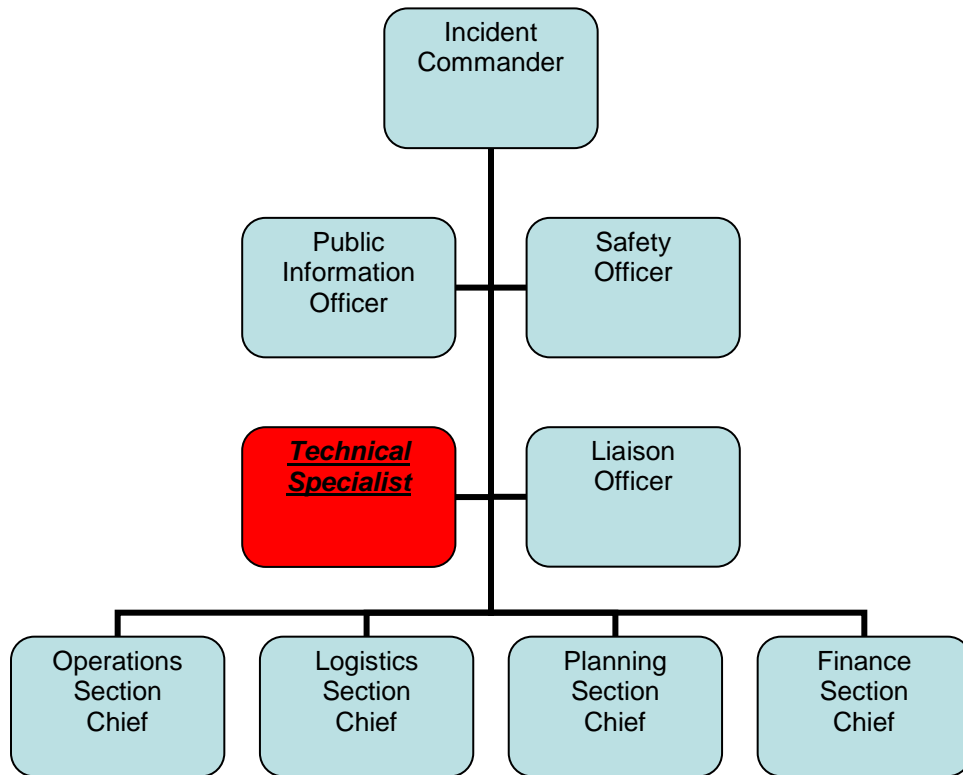 Incident
Commander
Public
Information
Officer
Safety
Officer
Technical
Specialist
Liaison
Officer
Operations
Section
Chief
Logistics
Section
Chief
Planning
Section
Chief
Finance
Section
Chief